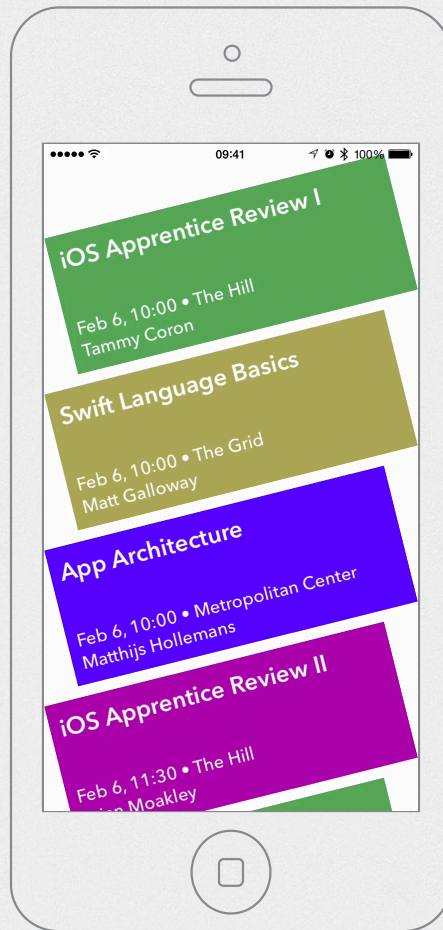 09:41 100%
iOS Apprentice Review I
Feb 6, 10:00 • The Hill
Tammy Coron
Swift Language Basics
Feb 6, 10:00 • The Grid
Matt Galloway
App Architecture
Feb 6, 10:00 • Metropolitan Center
Matthijs Hollemans
iOS Apprentice Review II
Feb 6, 11:30 • The Hill
Moakley